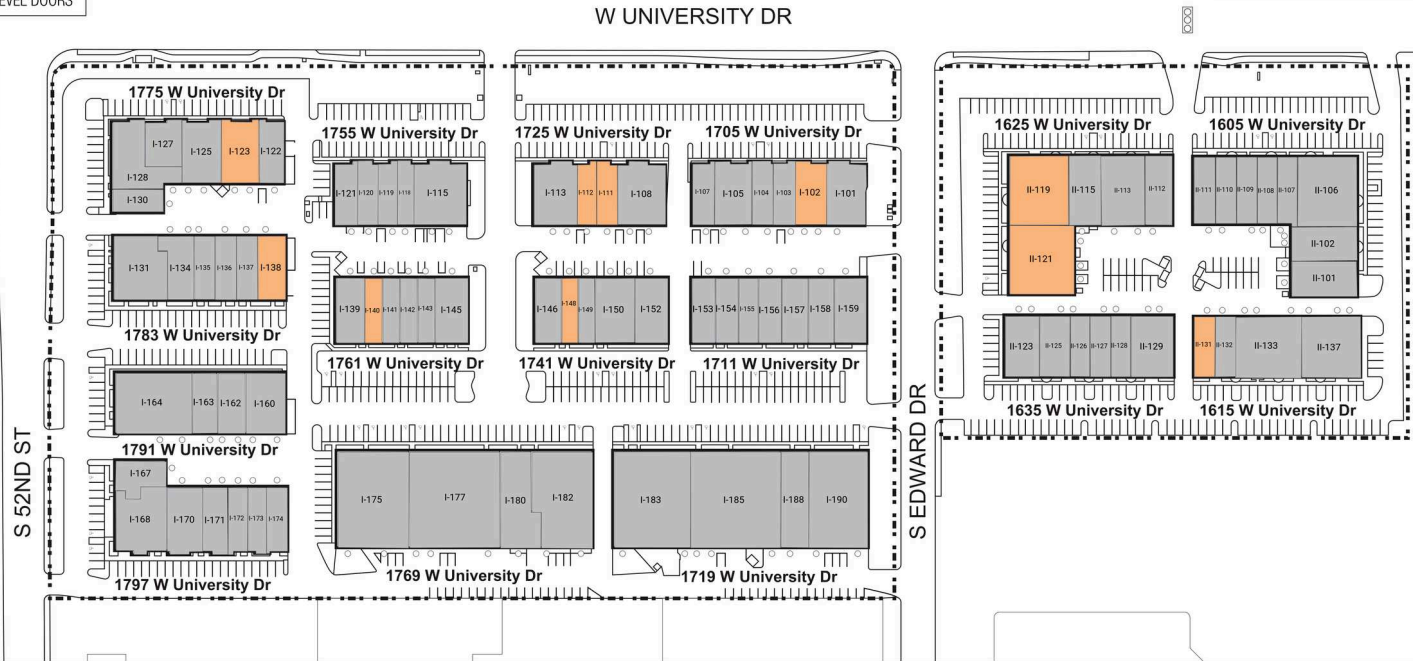 LEVEL DOORS
W UNIVERSITY DR
1775 W University Dr
I-127
I-125
I-123
I-122
I-128
I-130
1755 W University Dr
I-121
I-120
I-119
I-118
I-115
1725 W University Dr
I-113
I-112
I-111
I-108
1705 W University Dr
I-107
I-105
I-104
I-103
I-102
I-101
1625 W University Dr
II-119
II-115
II-113
II-112
II-121
1605 W University Dr
II-111
II-110
II-109
II-108
II-107
II-106
II-102
II-101
I-131
I-134
I-135
I-136
I-137
I-138
1783 W University Dr
I-139
I-140
I-141
I-142
I-143
I-145
1761 W University Dr
I-146
I-148
I-149
I-150
I-152
1741 W University Dr
I-153
I-154
I-155
I-156
I-157
I-158
I-159
1711 W University Dr
II-123
II-125
II-126
II-127
II-128
II-129
1635 W University Dr
II-131
II-132
II-133
II-137
1615 W University Dr
I-164
I-163
I-162
I-160
1791 W University Dr
I-167
I-168
I-170
I-171
I-172
I-173
I-174
1797 W University Dr
I-175
I-177
I-180
I-182
1769 W University Dr
I-183
I-185
I-188
I-190
1719 W University Dr
S 52ND ST
S EDWARD DR